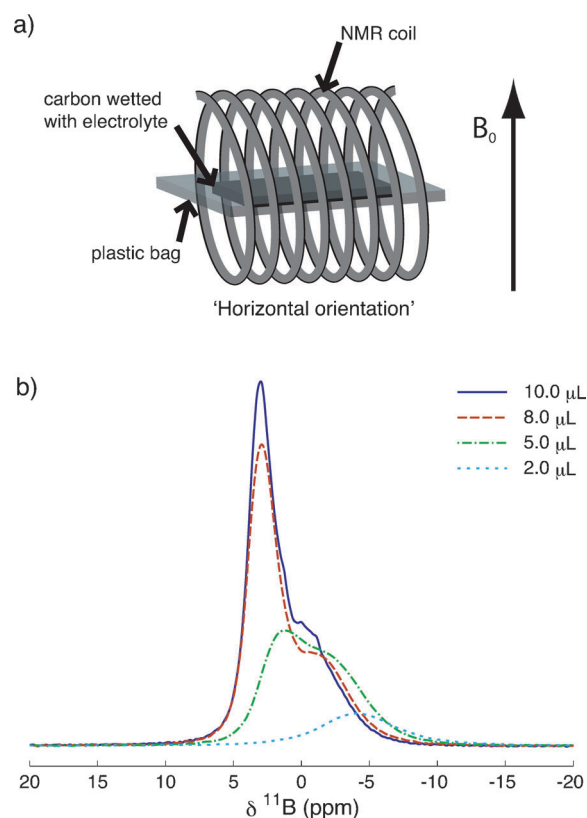 a)
NMR coil
carbon wetted
with electrolyte
B₀
plastic bag
'Horizontal orientation'
b)
10.0 μL
8.0 μL
5.0 μL
2.0 μL
20 15 10 5 0 -5 -10 -15 -20
δ ¹¹B (ppm)